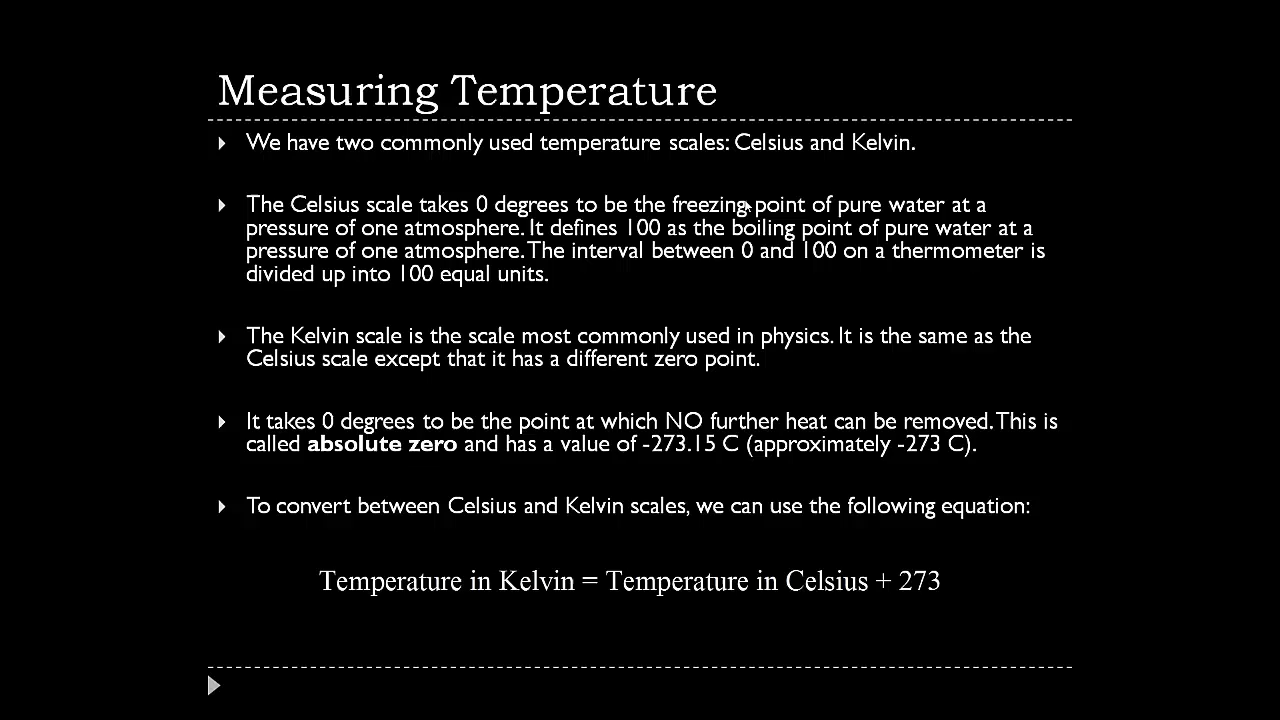 Measuring Temperature
We have two commonly used temperature scales: Celsius and Kelvin.
The Celsius scale takes 0 degrees to be the freezing point of pure water at a
pressure of one atmosphere. It defines 100 as the boiling point of pure water at a
pressure of one atmosphere. The interval between 0 and 100 on a thermometer is
divided up into 100 equal units.
The Kelvin scale is the scale most commonly used in physics. It is the same as the
Celsius scale except that it has a different zero point.
It takes 0 degrees to be the point at which NO further heat can be removed. This is
called absolute zero and has a value of -273.15 C (approximately -273 C).
To convert between Celsius and Kelvin scales, we can use the following equation:
Temperature in Kelvin = Temperature in Celsius + 273